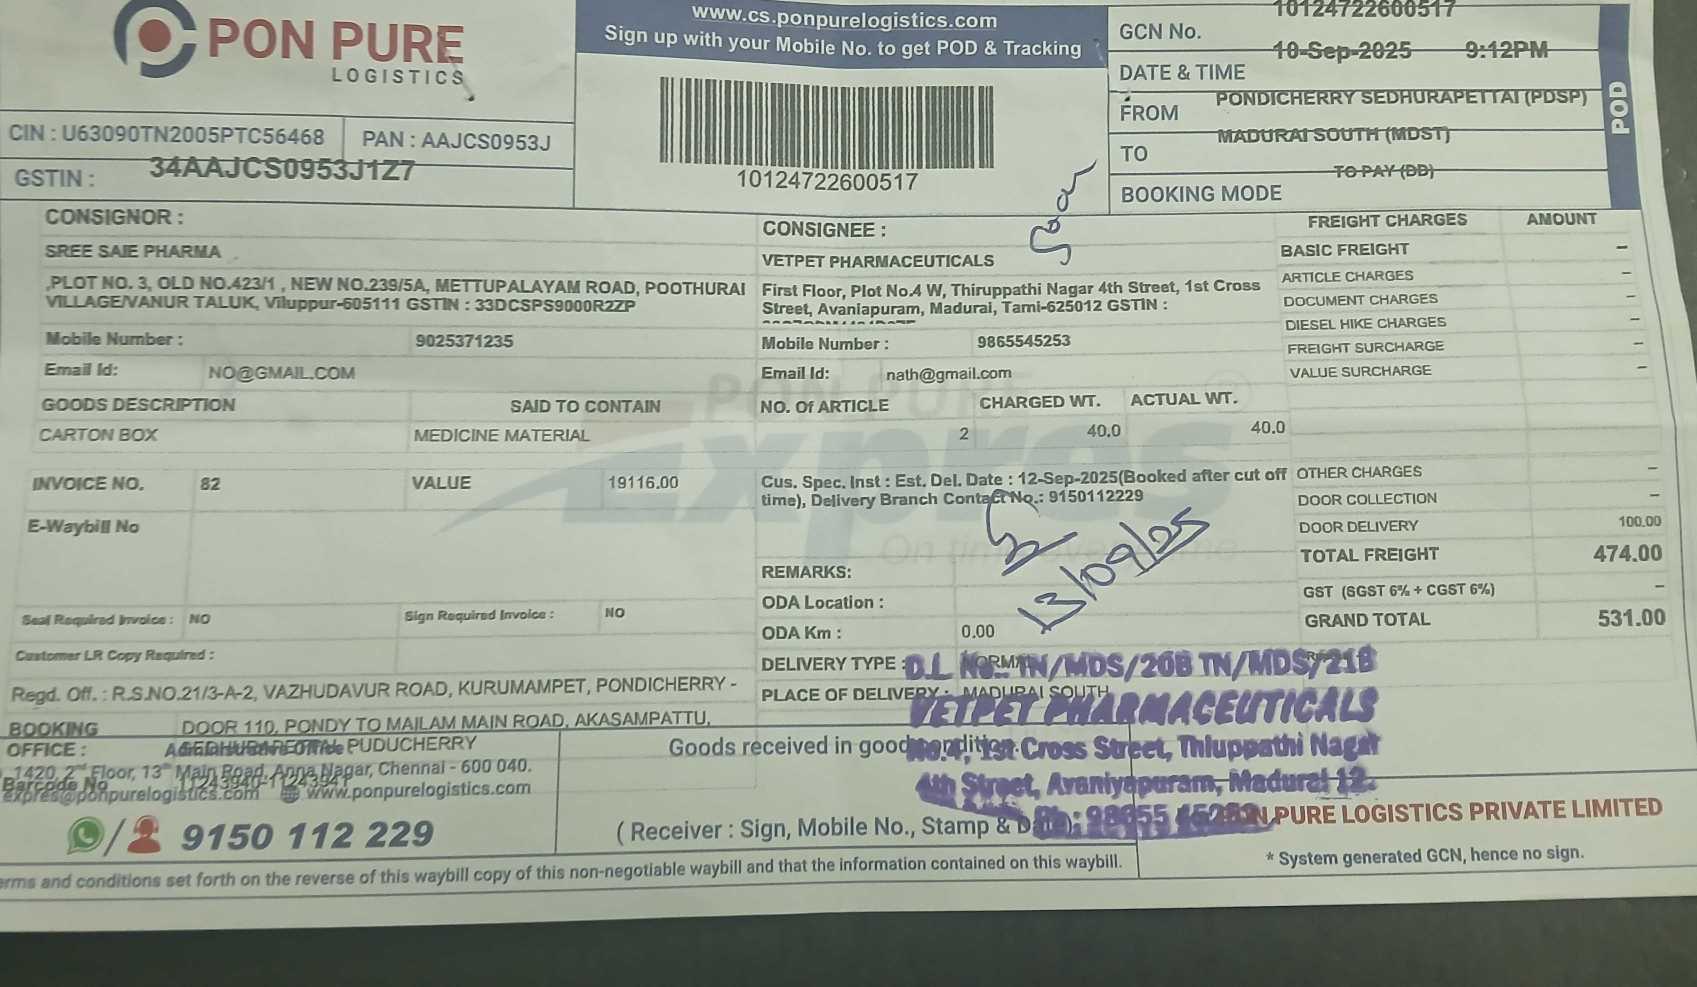 PON PURE
LOGISTICS
www.cs.ponpurelogistics.com
Sign up with your Mobile No. to get POD & Tracking
10124722600517
GCN No. 10124722600517
DATE & TIME 10-Sep-2025 9:12PM
FROM PONDICHERRY SEDHURAPETTAI (PDSP)
TO MADURAI SOUTH (MDST)
BOOKING MODE TO PAY (DD)
POD
CIN : U63090TN2005PTC56468 PAN : AAJCS0953J
GSTIN : 34AAJCS0953J1Z7
CONSIGNOR :
SREE SAIE PHARMA
,PLOT NO. 3, OLD NO.423/1 , NEW NO.239/5A, METTUPALAYAM ROAD, POOTHURAI
VILLAGE/VANUR TALUK, Viluppur-605111 GSTIN : 33DCSPS9000R2ZP
Mobile Number : 9025371235
Email Id: NO@GMAIL.COM
GOODS DESCRIPTION SAID TO CONTAIN
CARTON BOX MEDICINE MATERIAL
INVOICE NO. 82 VALUE 19116.00
E-Waybill No
Seal Required Invoice : NO Sign Required Invoice : NO
Customer LR Copy Required :
CONSIGNEE :
VETPET PHARMACEUTICALS
First Floor, Plot No.4 W, Thiruppathi Nagar 4th Street, 1st Cross
Street, Avaniapuram, Madurai, Tami-625012 GSTIN :
Mobile Number : 9865545253
Email Id: nath@gmail.com
NO. Of ARTICLE CHARGED WT. ACTUAL WT.
2 40.0 40.0
PON PURE
Expres
Cus. Spec. Inst : Est. Del. Date : 12-Sep-2025(Booked after cut off
time), Delivery Branch Contact No.: 9150112229
13/09/25
REMARKS:
ODA Location :
ODA Km : 0.00
DELIVERY TYPE : NORMAL
PLACE OF DELIVERY : MADURAI SOUTH
FREIGHT CHARGES AMOUNT
BASIC FREIGHT –
ARTICLE CHARGES –
DOCUMENT CHARGES –
DIESEL HIKE CHARGES –
FREIGHT SURCHARGE –
VALUE SURCHARGE –
OTHER CHARGES –
DOOR COLLECTION –
DOOR DELIVERY 100.00
TOTAL FREIGHT 474.00
GST (SGST 6% + CGST 6%) –
GRAND TOTAL 531.00
D.L No.: TN/MDS/20B TN/MDS/21B
VETPET PHARMACEUTICALS
No.4, 1st Cross Street, Thiuppathi Nagar
4th Street, Avaniyapuram, Madurai 12.
Regd. Off. : R.S.NO.21/3-A-2, VAZHUDAVUR ROAD, KURUMAMPET, PONDICHERRY -
BOOKING OFFICE : DOOR 110, PONDY TO MAILAM MAIN ROAD, AKASAMPATTU,
SEDHURAPETTAI, PUDUCHERRY
Administrative Office
1420, 2nd Floor, 13th Main Road, Anna Nagar, Chennai - 600 040.
Barcode No 11243940-11243941
expres@ponpurelogistics.com www.ponpurelogistics.com
9150 112 229
Goods received in good condition.
( Receiver : Sign, Mobile No., Stamp & Date)
PON PURE LOGISTICS PRIVATE LIMITED
* System generated GCN, hence no sign.
terms and conditions set forth on the reverse of this waybill copy of this non-negotiable waybill and that the information contained on this waybill.